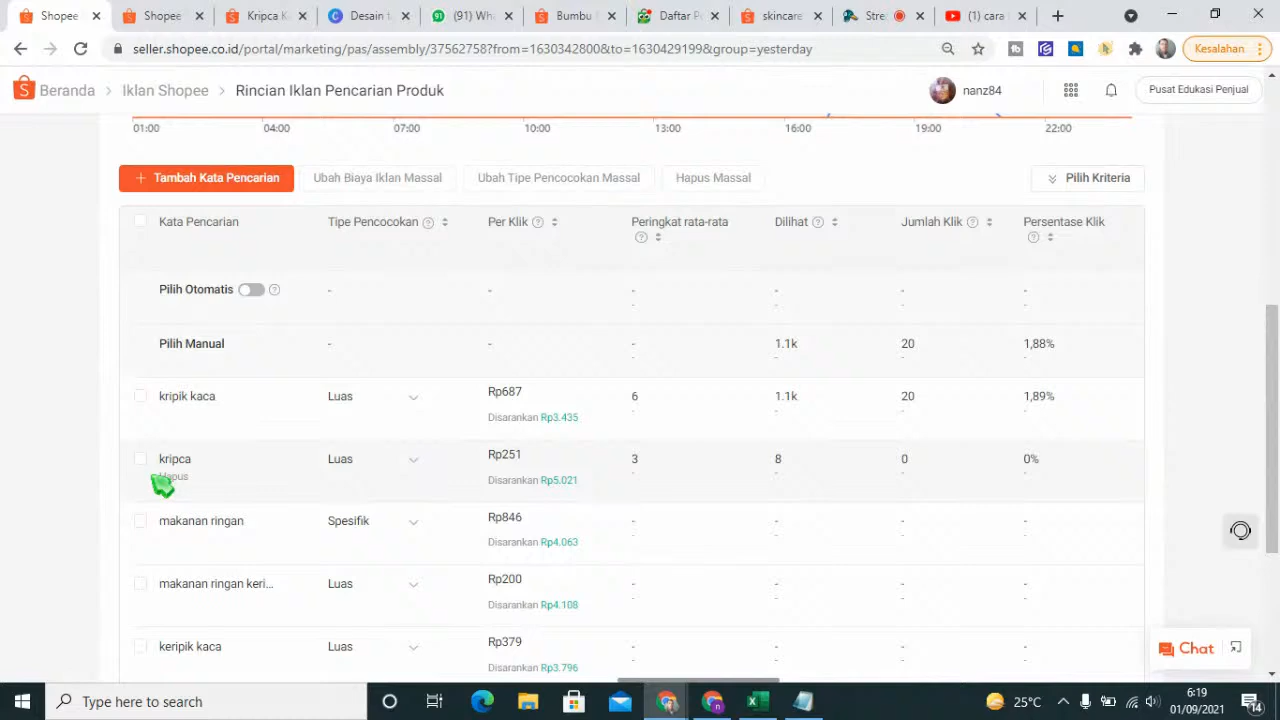 Shopee
Shopee
Kripca K
Desain t
(91) Wh
Bumbu
Daftar P
skincare
Stre
cara
seller.shopee.co.id/portal/marketing/pas/assembly/37562758?from=1630342800&to=1630429199&group=yesterday
Kesalahan
Beranda > Iklan Shopee > Rincian Iklan Pencarian Produk
nanz84
Pusat Edukasi Penjual
01:00 04:00 07:00 10:00 13:00 16:00 19:00 22:00
+ Tambah Kata Pencarian
Ubah Biaya Iklan Massal
Ubah Tipe Pencocokan Massal
Hapus Massal
Pilih Kriteria
Kata Pencarian Tipe Pencocokan Per Klik Peringkat rata-rata Dilihat Jumlah Klik Persentase Klik
Pilih Otomatis - - - - - -
- - -
Pilih Manual - - - 1.1k 20 1,88%
- - -
kripik kaca Luas Rp687 6 1.1k 20 1,89%
Disarankan Rp3.435 - - - -
kripca Luas Rp251 3 8 0 0%
Hapus Disarankan Rp5.021 - - - -
makanan ringan Spesifik Rp846 - - - -
Disarankan Rp4.063 - - - -
makanan ringan keri... Luas Rp200 - - - -
Disarankan Rp4.108 - - - -
keripik kaca Luas Rp379 - - - -
Disarankan Rp3.796 - - - -
Chat
Type here to search
25°C
6:19
01/09/2021
14